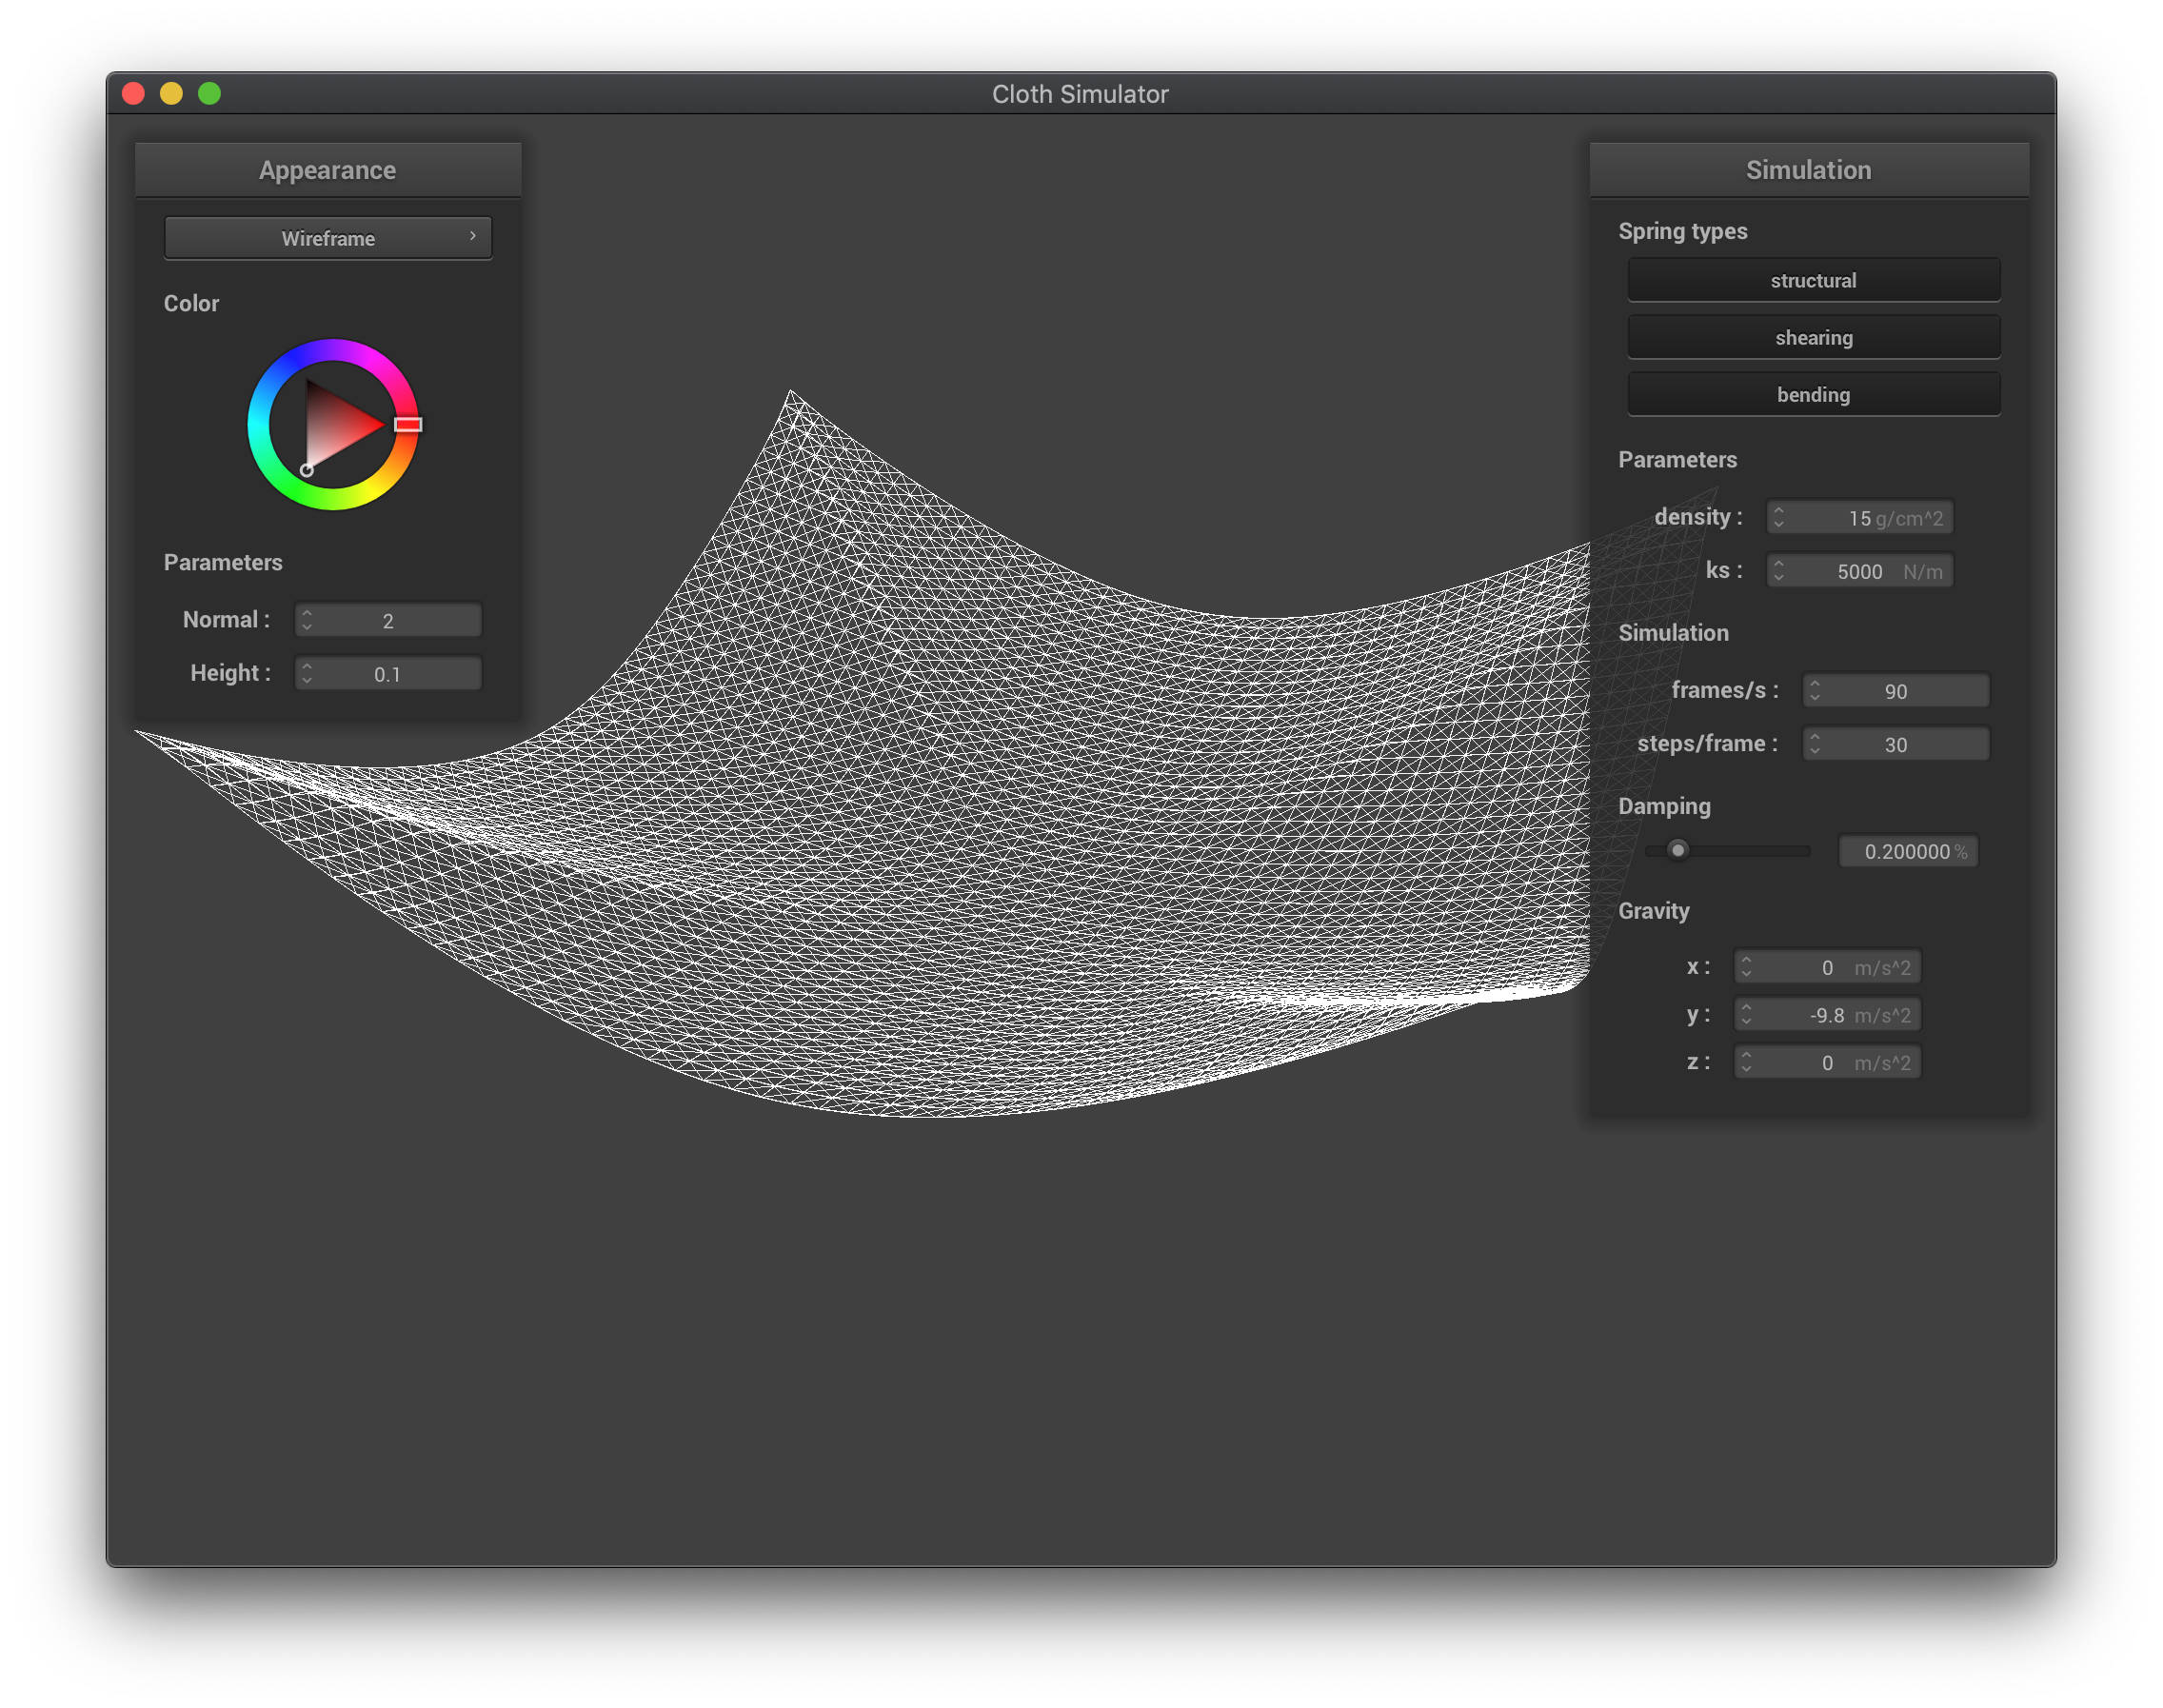 Cloth Simulator
Appearance
Wireframe
Color
Parameters
Normal : 2
Height : 0.1
Simulation
Spring types
structural
shearing
bending
Parameters
density : 15 g/cm^2
ks : 5000 N/m
Simulation
frames/s : 90
steps/frame : 30
Damping
0.200000 %
Gravity
x : 0 m/s^2
y : -9.8 m/s^2
z : 0 m/s^2